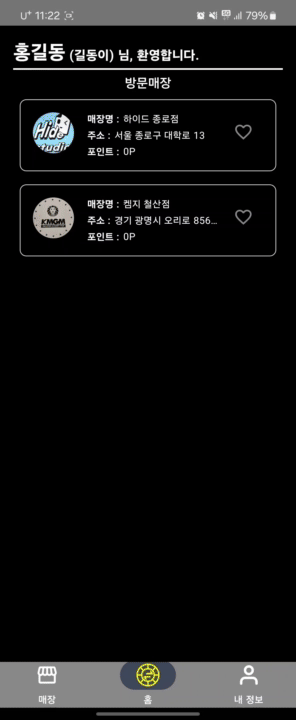 U+ 11:22 79%
홍길동 (길동이) 님, 환영합니다.
방문매장
Hide
studio
매장명 : 하이드 종로점
주소 : 서울 종로구 대학로 13
포인트 : 0P
KMGM
매장명 : 켐지 철산점
주소 : 경기 광명시 오리로 856...
포인트 : 0P
매장 홈 내 정보